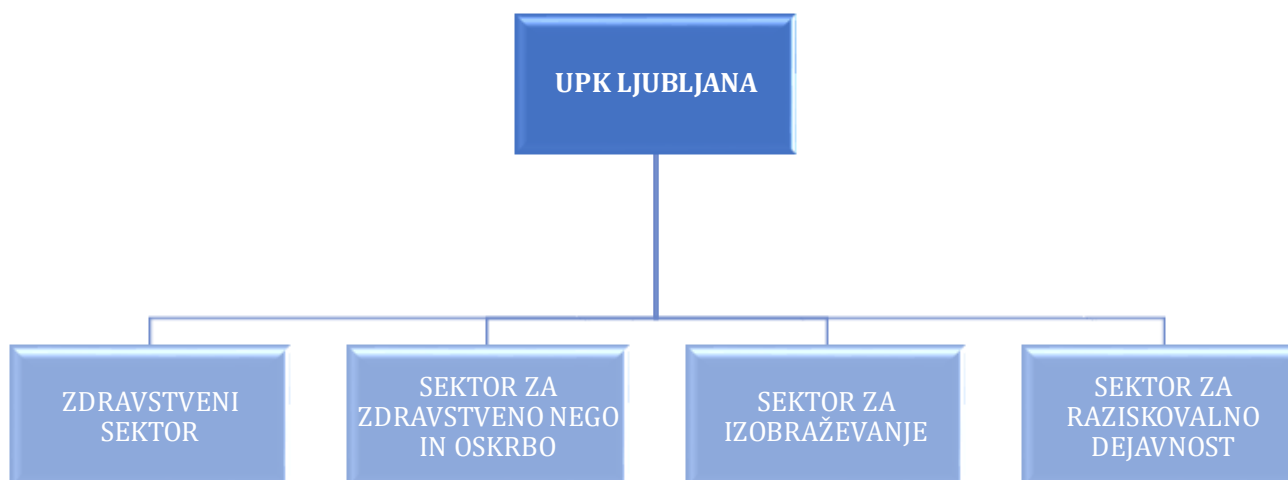 UPK LJUBLJANA
ZDRAVSTVENI
SEKTOR
SEKTOR ZA
ZDRAVSTVENO NEGO
IN OSKRBO
SEKTOR ZA
IZOBRAŽEVANJE
SEKTOR ZA
RAZISKOVALNO
DEJAVNOST